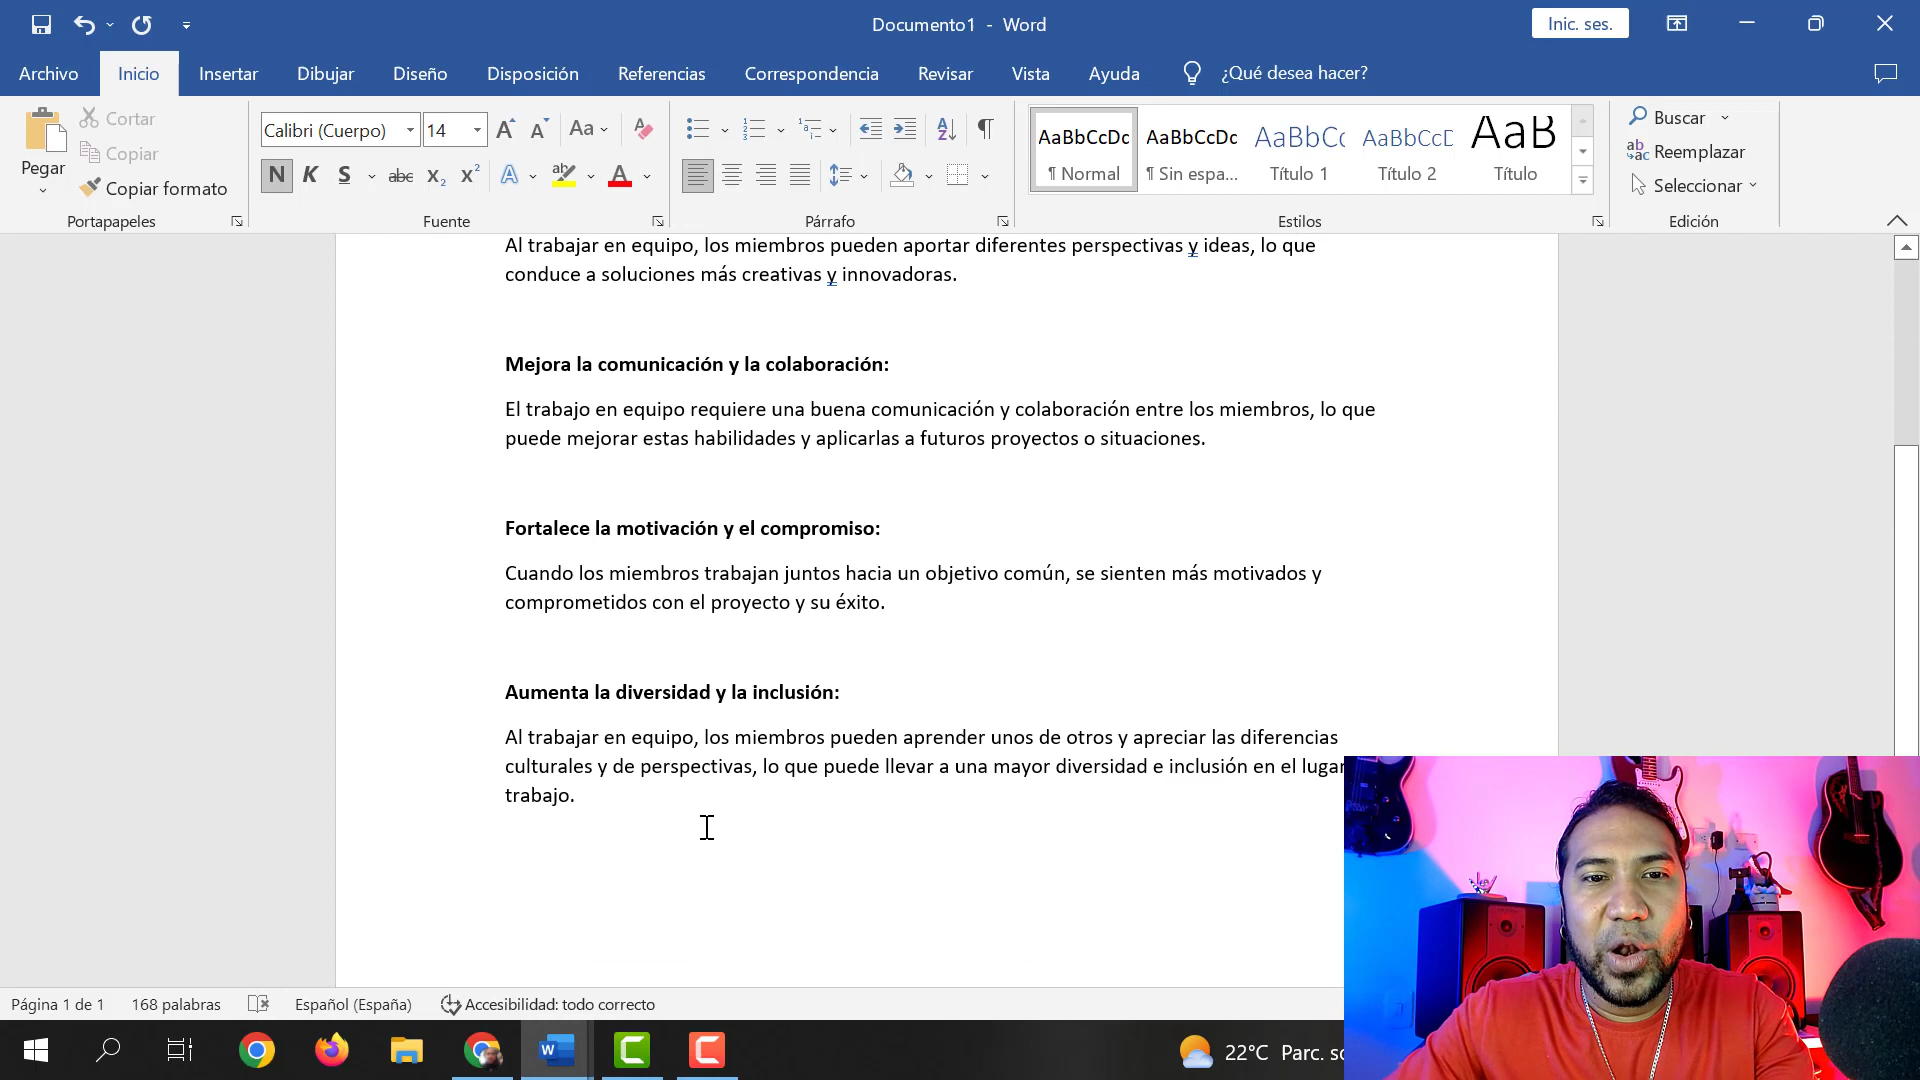 Documento1 - Word
Inic. ses.
Archivo Inicio Insertar Dibujar Diseño Disposición Referencias Correspondencia Revisar Vista Ayuda ¿Qué desea hacer?
Pegar
Cortar
Copiar
Copiar formato
Portapapeles
Calibri (Cuerpo) 14 A A Aa
N K S abc X2 X2 A A
Fuente
Párrafo
AaBbCcDc AaBbCcDc AaBbCc AaBbCcD AaB
¶ Normal ¶ Sin espa... Título 1 Título 2 Título
Estilos
Buscar
Reemplazar
Seleccionar
Edición
Al trabajar en equipo, los miembros pueden aportar diferentes perspectivas y ideas, lo que
conduce a soluciones más creativas y innovadoras.
Mejora la comunicación y la colaboración:
El trabajo en equipo requiere una buena comunicación y colaboración entre los miembros, lo que
puede mejorar estas habilidades y aplicarlas a futuros proyectos o situaciones.
Fortalece la motivación y el compromiso:
Cuando los miembros trabajan juntos hacia un objetivo común, se sienten más motivados y
comprometidos con el proyecto y su éxito.
Aumenta la diversidad y la inclusión:
Al trabajar en equipo, los miembros pueden aprender unos de otros y apreciar las diferencias
culturales y de perspectivas, lo que puede llevar a una mayor diversidad e inclusión en el lugar
trabajo.
Página 1 de 1 168 palabras Español (España) Accesibilidad: todo correcto
22°C Parc. so